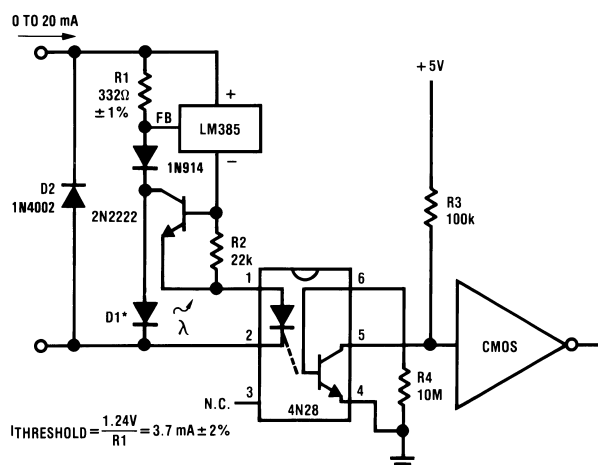 0 TO 20 mA
R1
332Ω
±1%
FB
+
LM385
−
1N914
D2
1N4002
2N2222
R2
22k
D1*
λ
+5V
R3
100k
1
6
2
5
3
4
N.C.
4N28
CMOS
R4
10M
ITHRESHOLD = 1.24V / R1 = 3.7 mA ± 2%